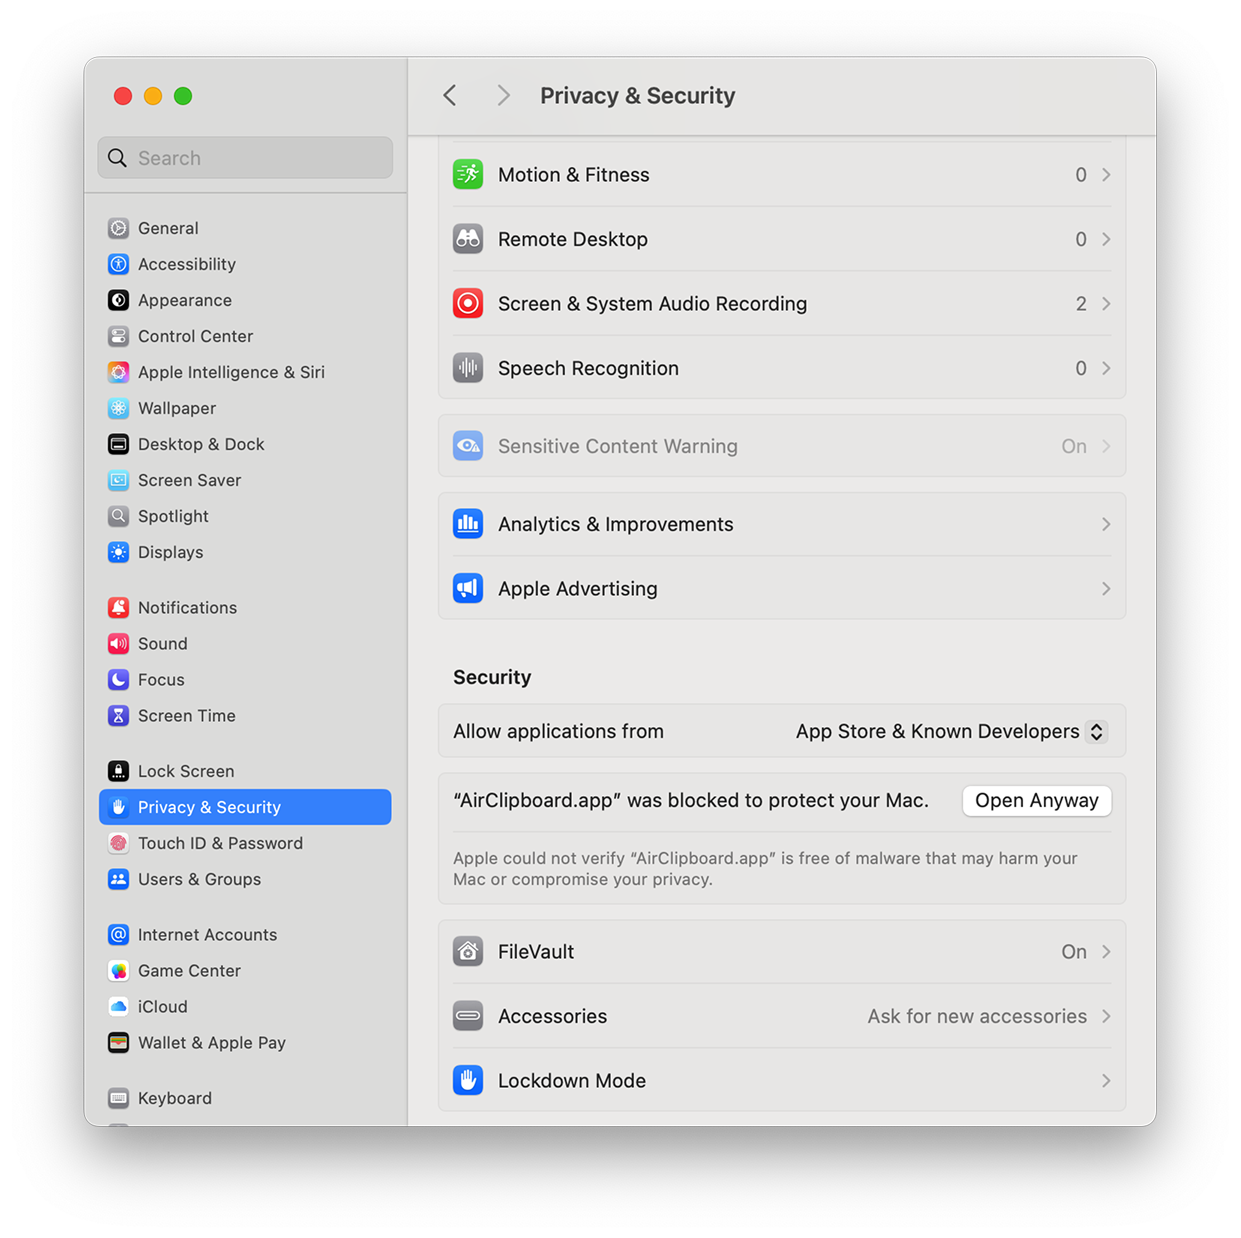 Search
General
Accessibility
Appearance
Control Center
Apple Intelligence & Siri
Wallpaper
Desktop & Dock
Screen Saver
Spotlight
Displays
Notifications
Sound
Focus
Screen Time
Lock Screen
Privacy & Security
Touch ID & Password
Users & Groups
Internet Accounts
Game Center
iCloud
Wallet & Apple Pay
Keyboard
Privacy & Security
Motion & Fitness 0
Remote Desktop 0
Screen & System Audio Recording 2
Speech Recognition 0
Sensitive Content Warning On
Analytics & Improvements
Apple Advertising
Security
Allow applications from App Store & Known Developers
“AirClipboard.app” was blocked to protect your Mac. Open Anyway
Apple could not verify “AirClipboard.app” is free of malware that may harm your
Mac or compromise your privacy.
FileVault On
Accessories Ask for new accessories
Lockdown Mode